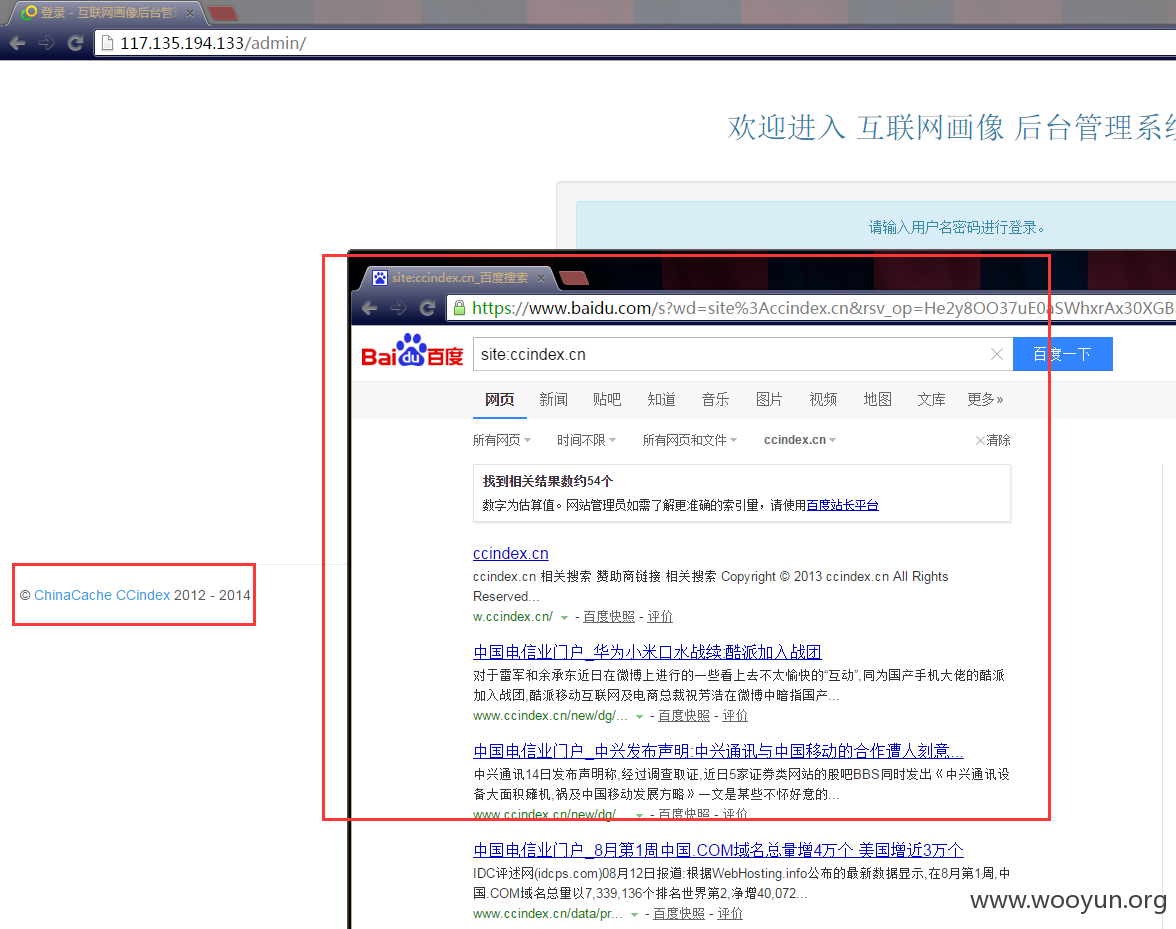 登录 - 互联网画像后台管
117.135.194.133/admin/
欢迎进入 互联网画像 后台管理系统
请输入用户名密码进行登录。
site:ccindex.cn_百度搜索
https://www.baidu.com/s?wd=site%3Accindex.cn&rsv_op=He2y8OO37uE0aSWhxrAx30XGB
Bai du 百度
site:ccindex.cn
百度一下
网页 新闻 贴吧 知道 音乐 图片 视频 地图 文库 更多»
所有网页 时间不限 所有网页和文件 ccindex.cn 清除
找到相关结果数约54个
数字为估算值。网站管理员如需了解更准确的索引量，请使用百度站长平台
ccindex.cn
ccindex.cn 相关搜索 赞助商链接 相关搜索 Copyright © 2013 ccindex.cn All Rights
Reserved...
w.ccindex.cn/ - 百度快照 - 评价
© ChinaCache CCindex 2012 - 2014
中国电信业门户_华为小米口水战续:酷派加入战团
对于雷军和余承东近日在微博上进行的一些看上去不太愉快的“互动”,同为国产手机大佬的酷派
加入战团,酷派移动互联网及电商总裁祝芳浩在微博中暗指国产...
www.ccindex.cn/new/dg/... - 百度快照 - 评价
中国电信业门户_中兴发布声明:中兴通讯与中国移动的合作遭人刻意...
中兴通讯14日发布声明称,经过调查取证,近日5家证券类网站的股吧BBS同时发出《中兴通讯设
备大面积瘫机,祸及中国移动发展方略》一文是某些不怀好意的...
www.ccindex.cn/new/dg/... - 百度快照 - 评价
中国电信业门户_8月第1周中国.COM域名总量增4万个 美国增近3万个
IDC评述网(idcps.com)08月12日报道:根据WebHosting.info公布的最新数据显示,在8月第1周,中
国.COM域名总量以7,339,136个排名世界第2,净增40,072...
www.ccindex.cn/data/pr... - 百度快照 - 评价
www.wooyun.org